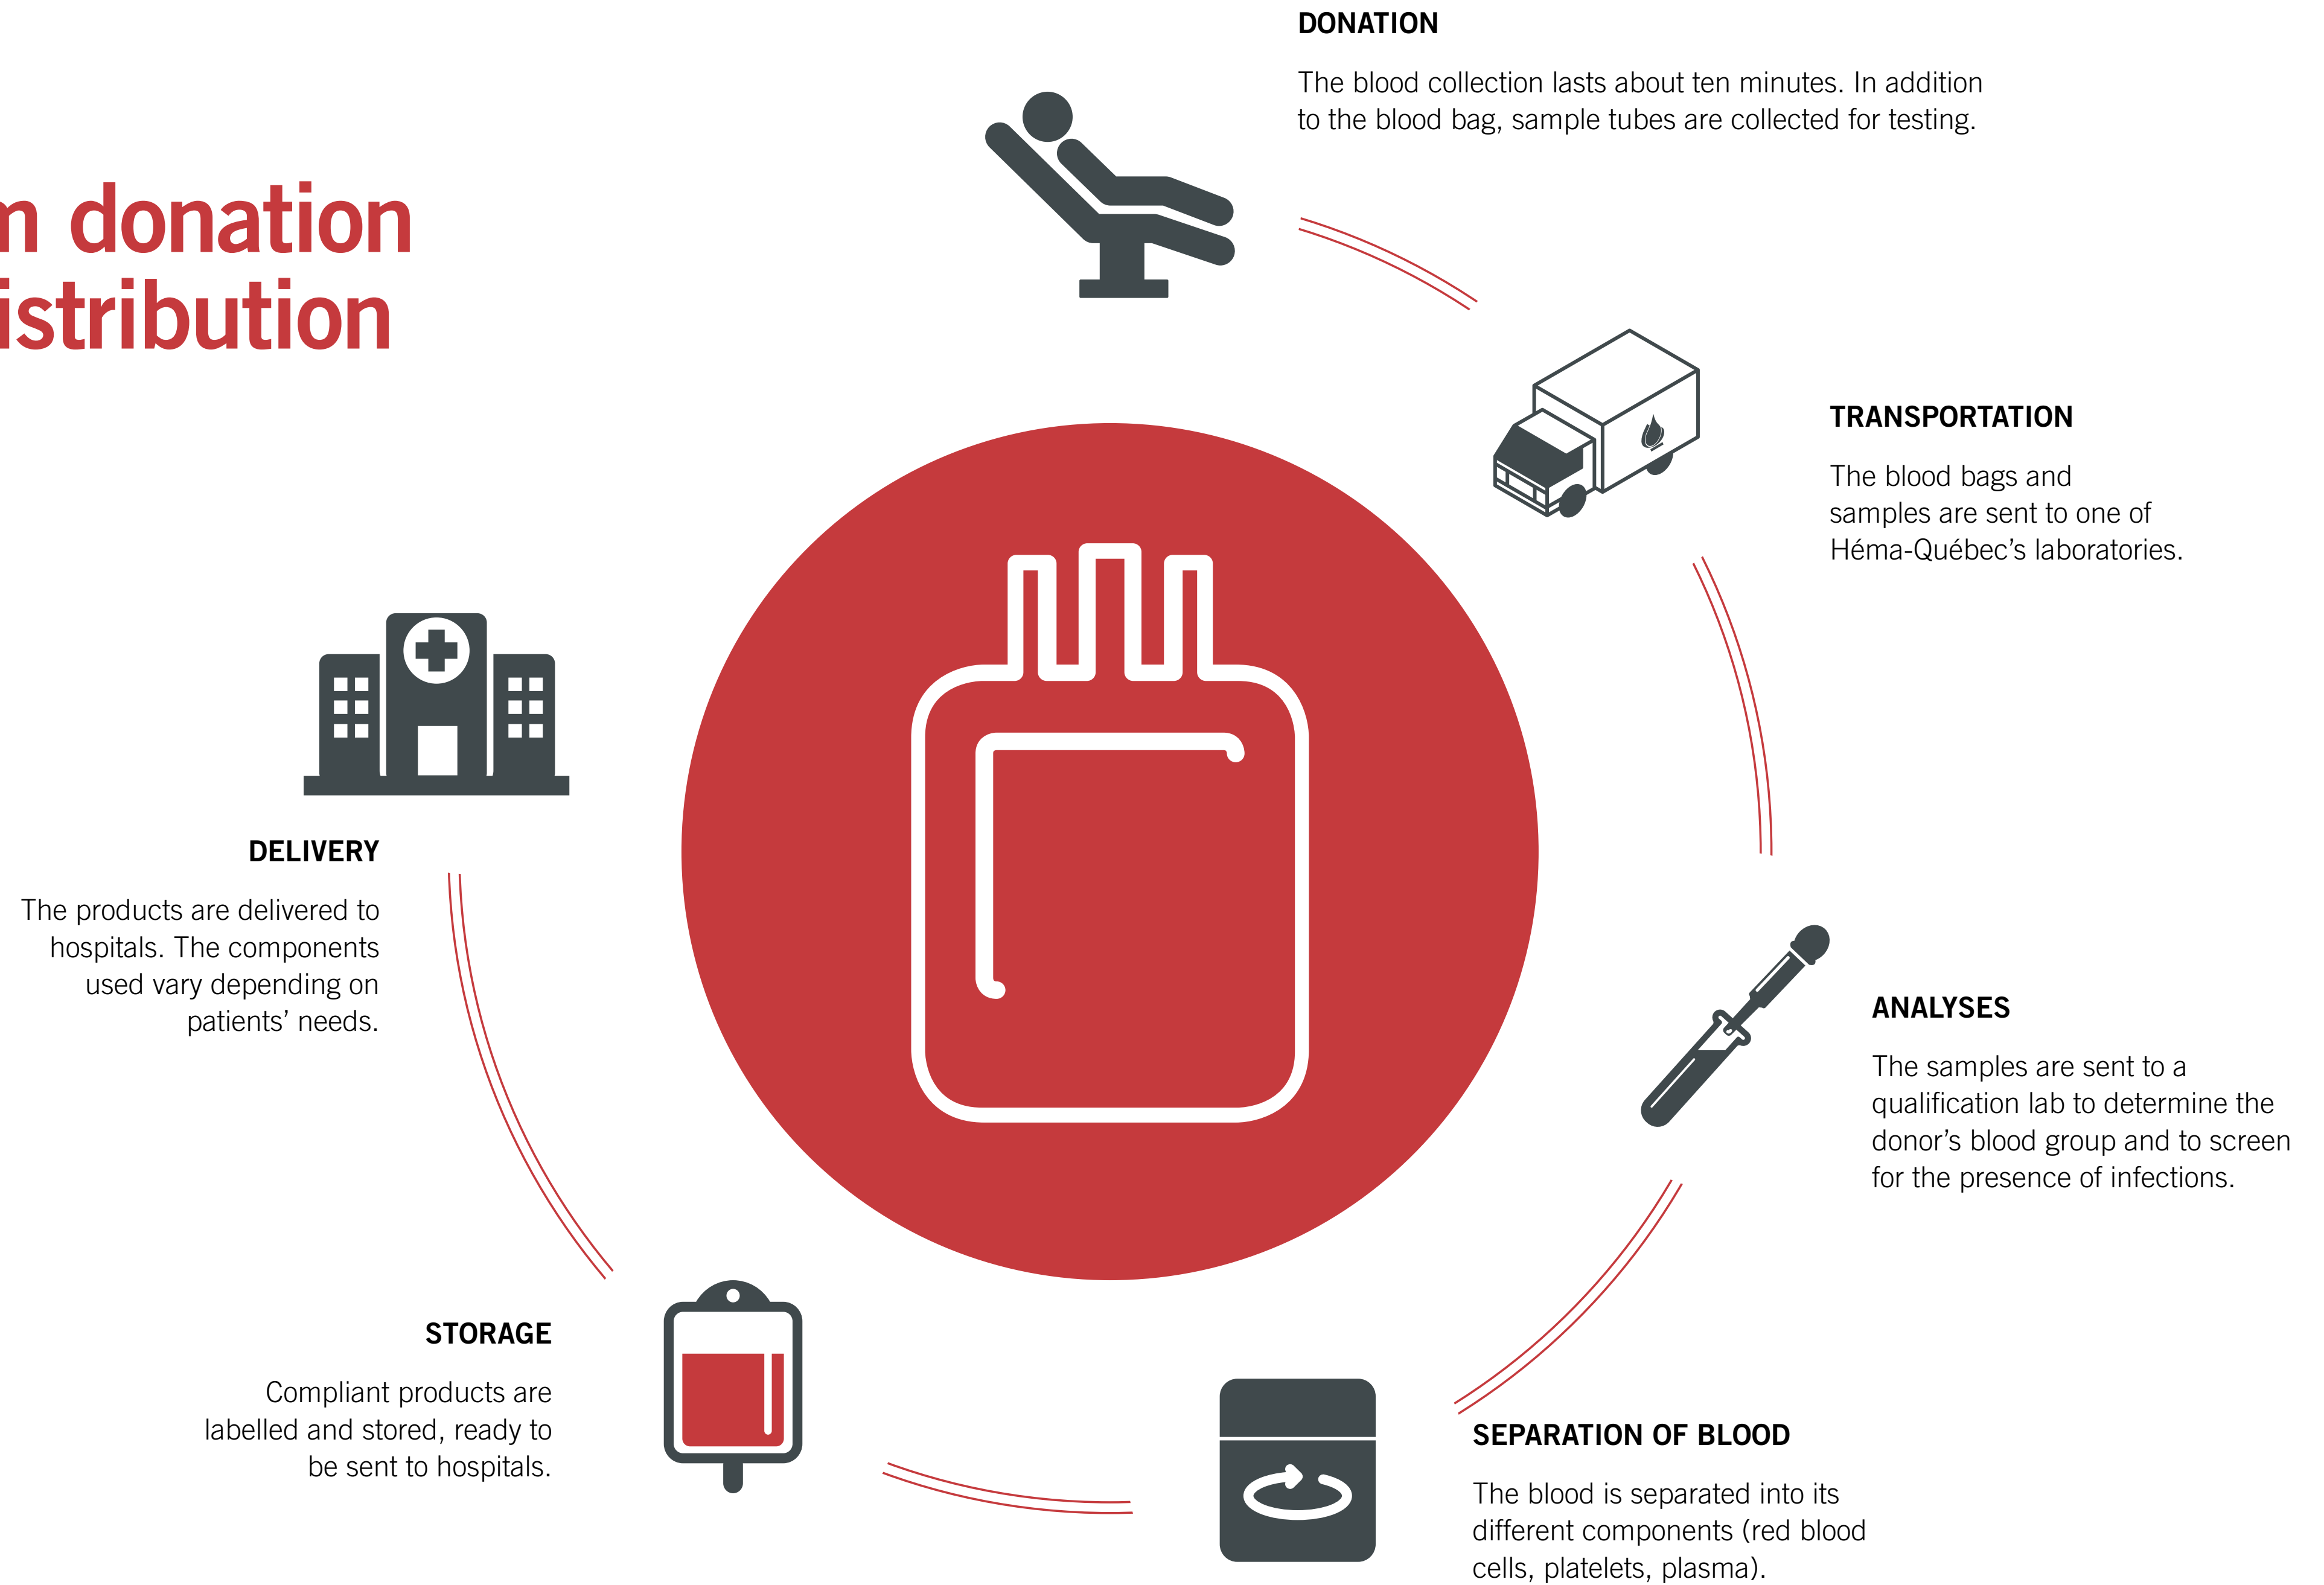 m donation
istribution
DONATION
The blood collection lasts about ten minutes. In addition
to the blood bag, sample tubes are collected for testing.
TRANSPORTATION
The blood bags and
samples are sent to one of
Héma-Québec’s laboratories.
ANALYSES
The samples are sent to a
qualification lab to determine the
donor’s blood group and to screen
for the presence of infections.
SEPARATION OF BLOOD
The blood is separated into its
different components (red blood
cells, platelets, plasma).
STORAGE
Compliant products are
labelled and stored, ready to
be sent to hospitals.
DELIVERY
The products are delivered to
hospitals. The components
used vary depending on
patients’ needs.